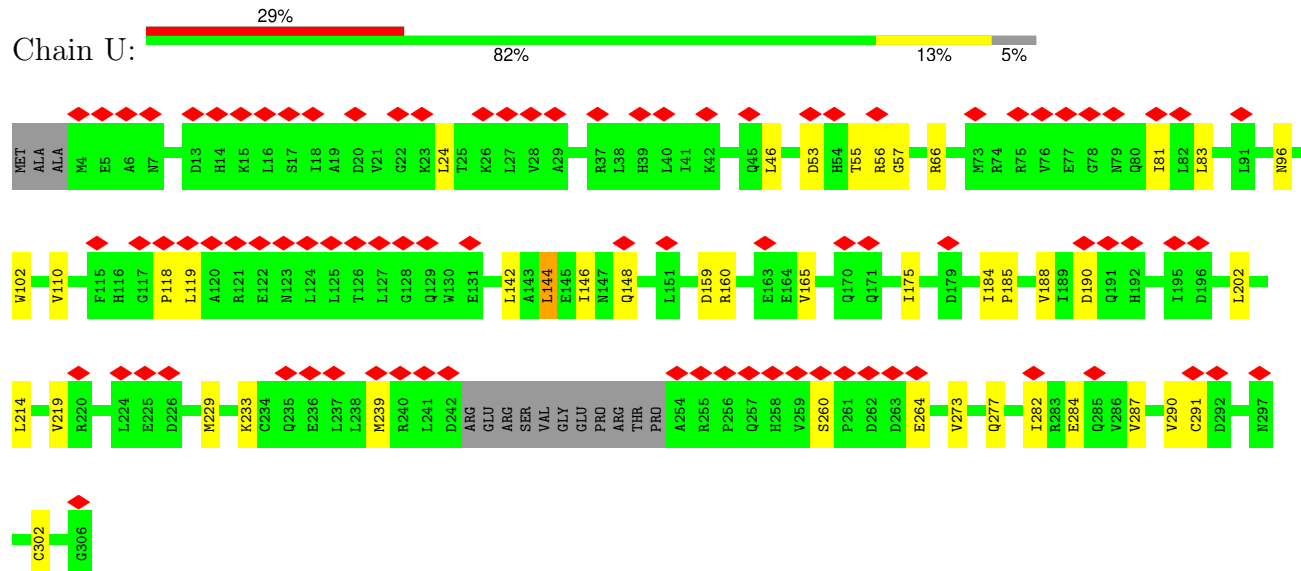 29%
Chain U:
82% 13% 5%
MET ALA ALA M4 E5 A6 N7 D13 H14 K15 L16 S17 I18 A19 D20 V21 G22 K23 L24 T25 K26 L27 V28 A29 R37 L38 H39 L40 I41 K42 Q45 L46 D53 H54 T55 R56 G57 R66 M73 R74 R75 V76 E77 G78 N79 Q80 I81 L82 L83 L91 N96
W102 V110 F115 H116 G117 P118 L119 A120 R121 E122 N123 L124 L125 T126 L127 G128 Q129 W130 E131 L142 A143 L144 E145 I146 N147 Q148 L151 D159 R160 E163 E164 V165 Q170 Q171 I175 D179 I184 P185 V188 I189 D190 Q191 H192 I195 D196 L202
L214 V219 R220 L224 E225 D226 M229 K233 C234 Q235 E236 L237 L238 M239 R240 L241 D242 ARG GLU ARG SER VAL GLY GLU PRO ARG THR PRO A254 R255 P256 Q257 H258 V259 S260 P261 D262 D263 E264 V273 Q277 I282 R283 E284 Q285 V286 V287 V290 C291 D292 N297
C302 G306